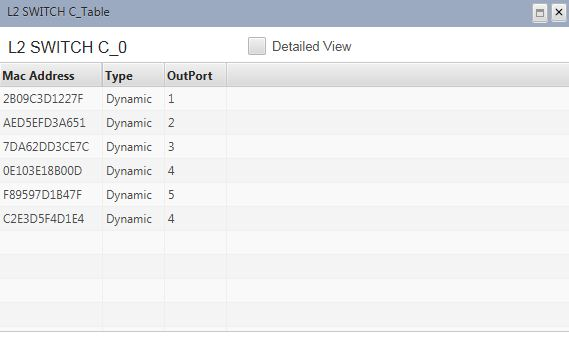 L2 SWITCH C_Table
L2 SWITCH C_0 Detailed View
Mac Address Type OutPort
2B09C3D1227F Dynamic 1
AED5EFD3A651 Dynamic 2
7DA62DD3CE7C Dynamic 3
0E103E18B00D Dynamic 4
F89597D1B47F Dynamic 5
C2E3D5F4D1E4 Dynamic 4